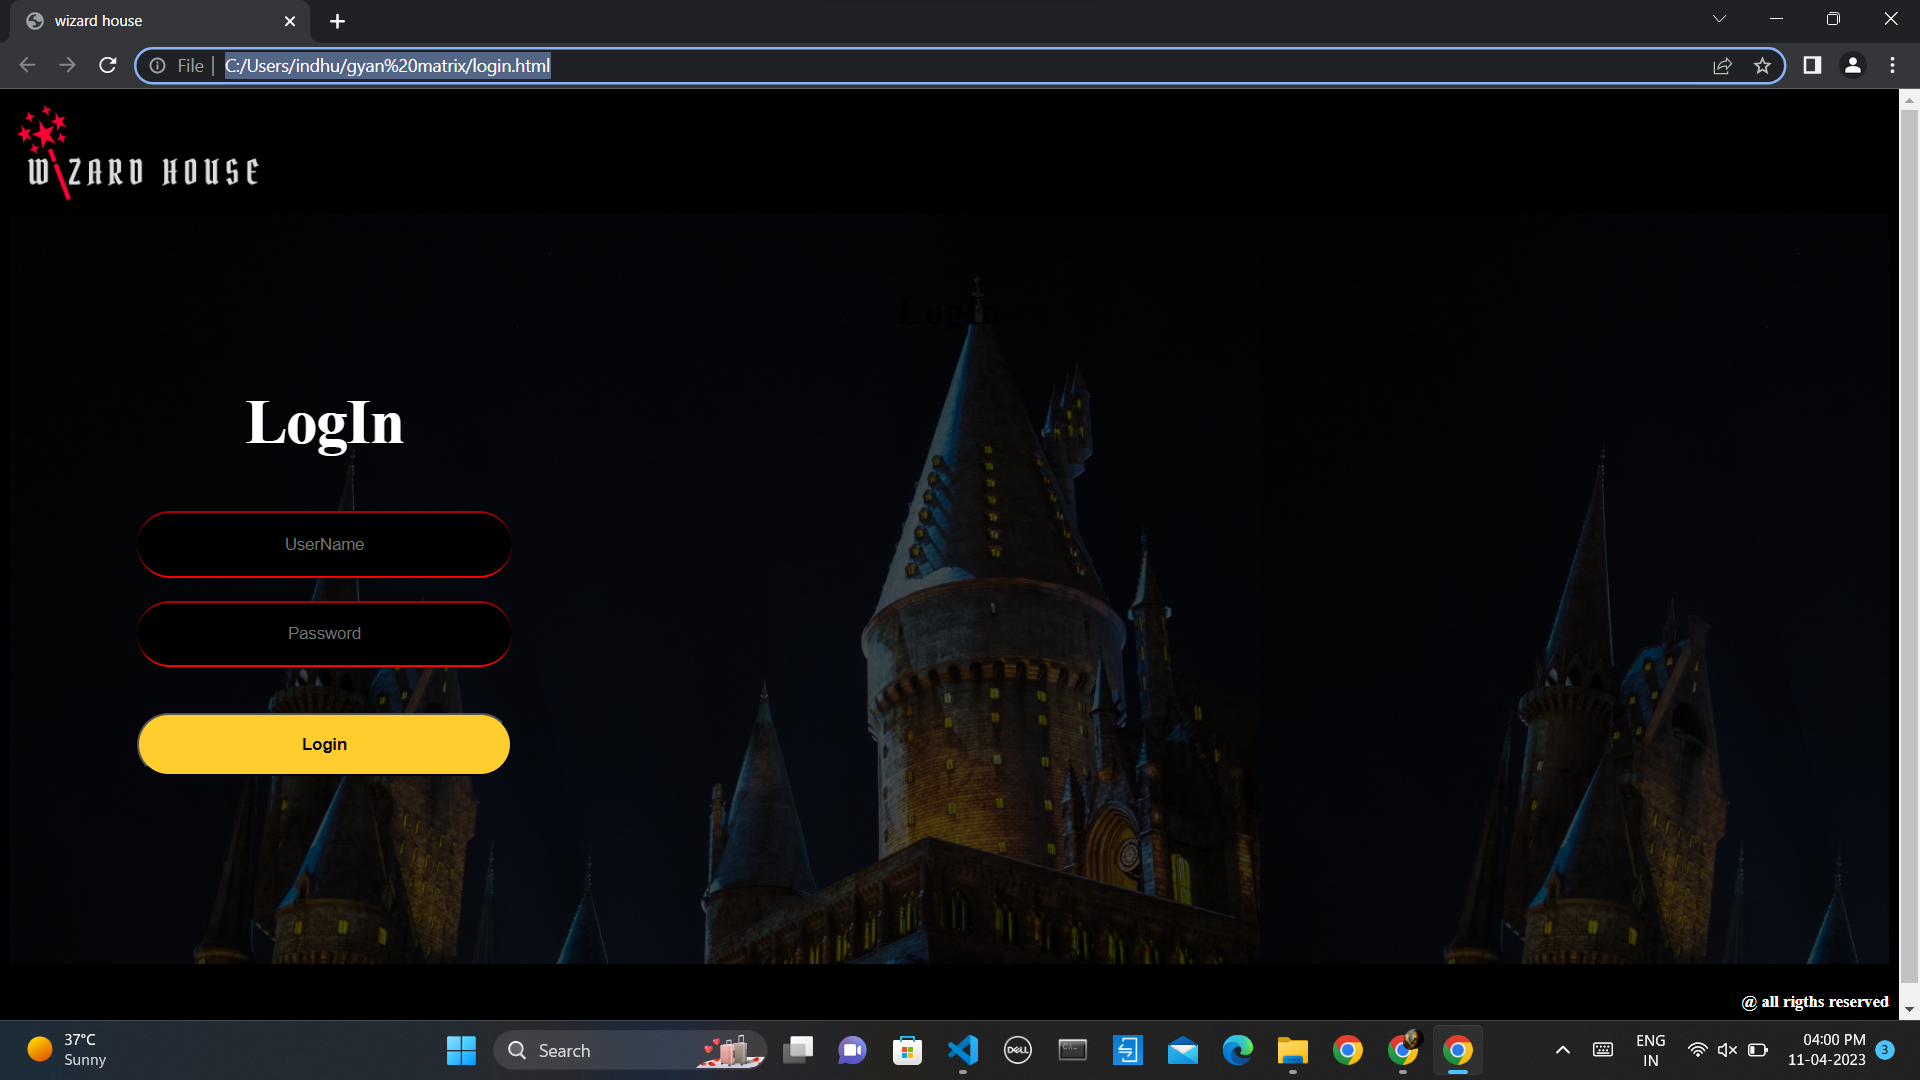 wizard house
File | C:/Users/indhu/gyan%20matrix/login.html
WIZARD HOUSE
LogIn
LogIn
UserName
Password
Login
@ all rigths reserved
37°C
Sunny
Search
DELL
ENG
IN
04:00 PM
11-04-2023
3